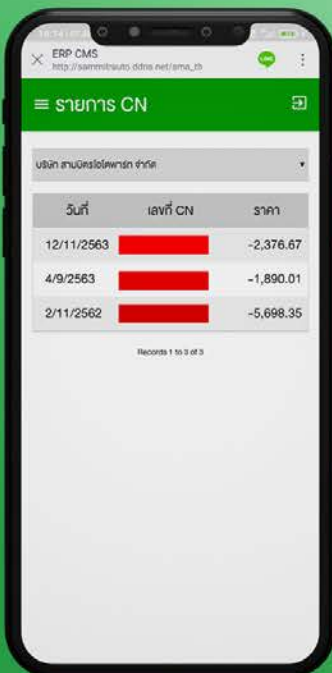 ERP CMS
http://sammitrauto.ddns.net/sma_th
LINE
รายการ CN
บริษัท สามมิตรโอโตพาร์ท จำกัด
วันที่ เลขที่ CN ราคา
12/11/2563 -2,376.67
4/9/2563 -1,890.01
2/11/2562 -5,698.35
Records 1 to 3 of 3